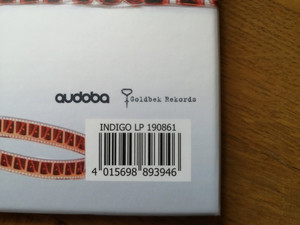 audoba Goldbek Rekords
INDIGO LP 190861
4 015698 893946